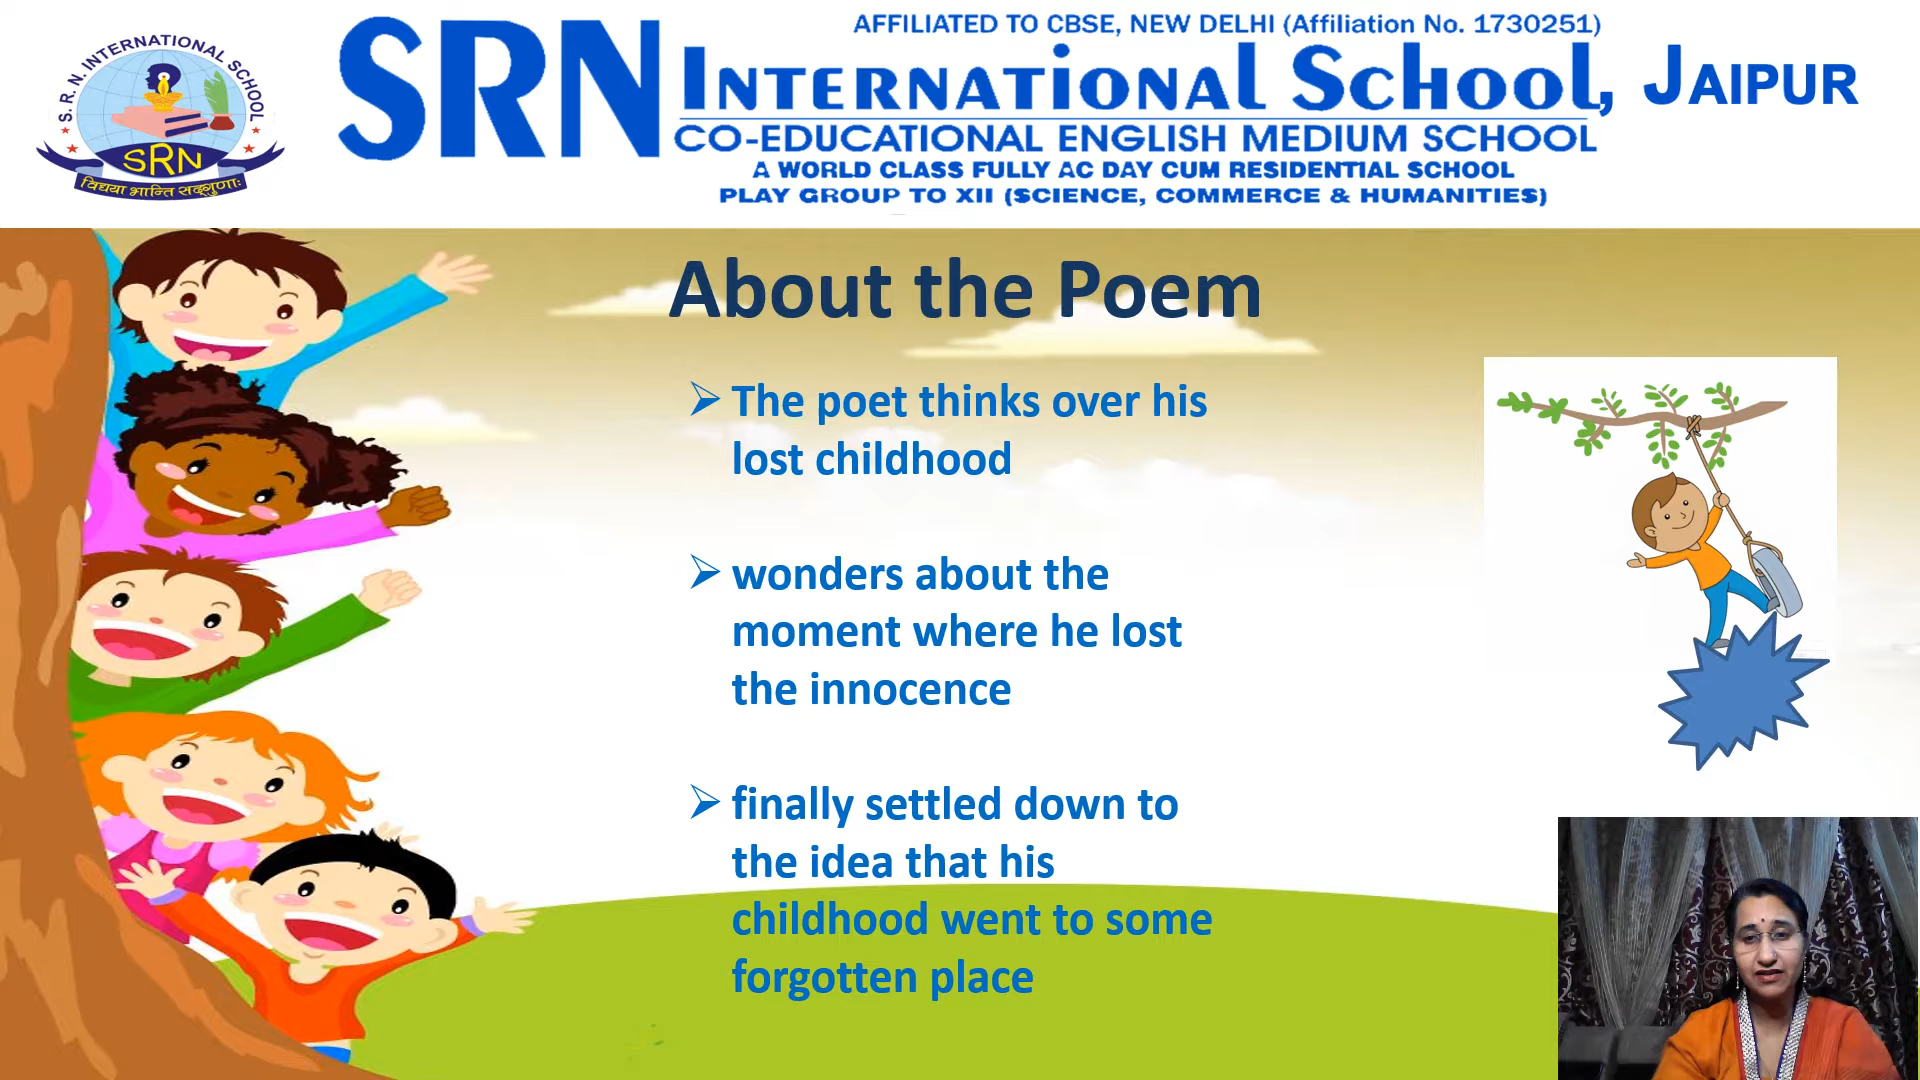 S. R. N. INTERNATIONAL SCHOOL
SRN
विद्यया भान्ति सद्गुणाः
AFFILIATED TO CBSE, NEW DELHI (Affiliation No. 1730251)
SRN INTERNATIONAL SCHOOL, JAIPUR
CO-EDUCATIONAL ENGLISH MEDIUM SCHOOL
A WORLD CLASS FULLY AC DAY CUM RESIDENTIAL SCHOOL
PLAY GROUP TO XII (SCIENCE, COMMERCE & HUMANITIES)
About the Poem
➢ The poet thinks over his
lost childhood
➢ wonders about the
moment where he lost
the innocence
➢ finally settled down to
the idea that his
childhood went to some
forgotten place